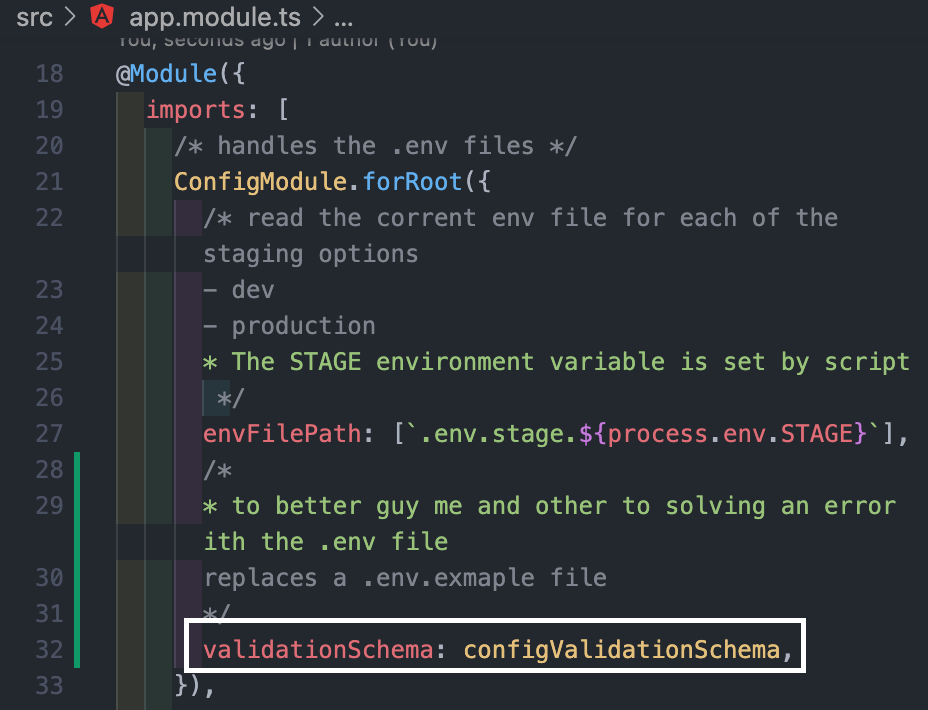 src > app.module.ts > ...
You, seconds ago | 1 author (You)
18 @Module({
19 imports: [
20 /* handles the .env files */
21 ConfigModule.forRoot({
22 /* read the corrent env file for each of the
staging options
23 - dev
24 - production
25 * The STAGE environment variable is set by script
26 */
27 envFilePath: [`.env.stage.${process.env.STAGE}`],
28 /*
29 * to better guy me and other to solving an error
ith the .env file
30 replaces a .env.exmaple file
31 */
32 validationSchema: configValidationSchema,
33 }),